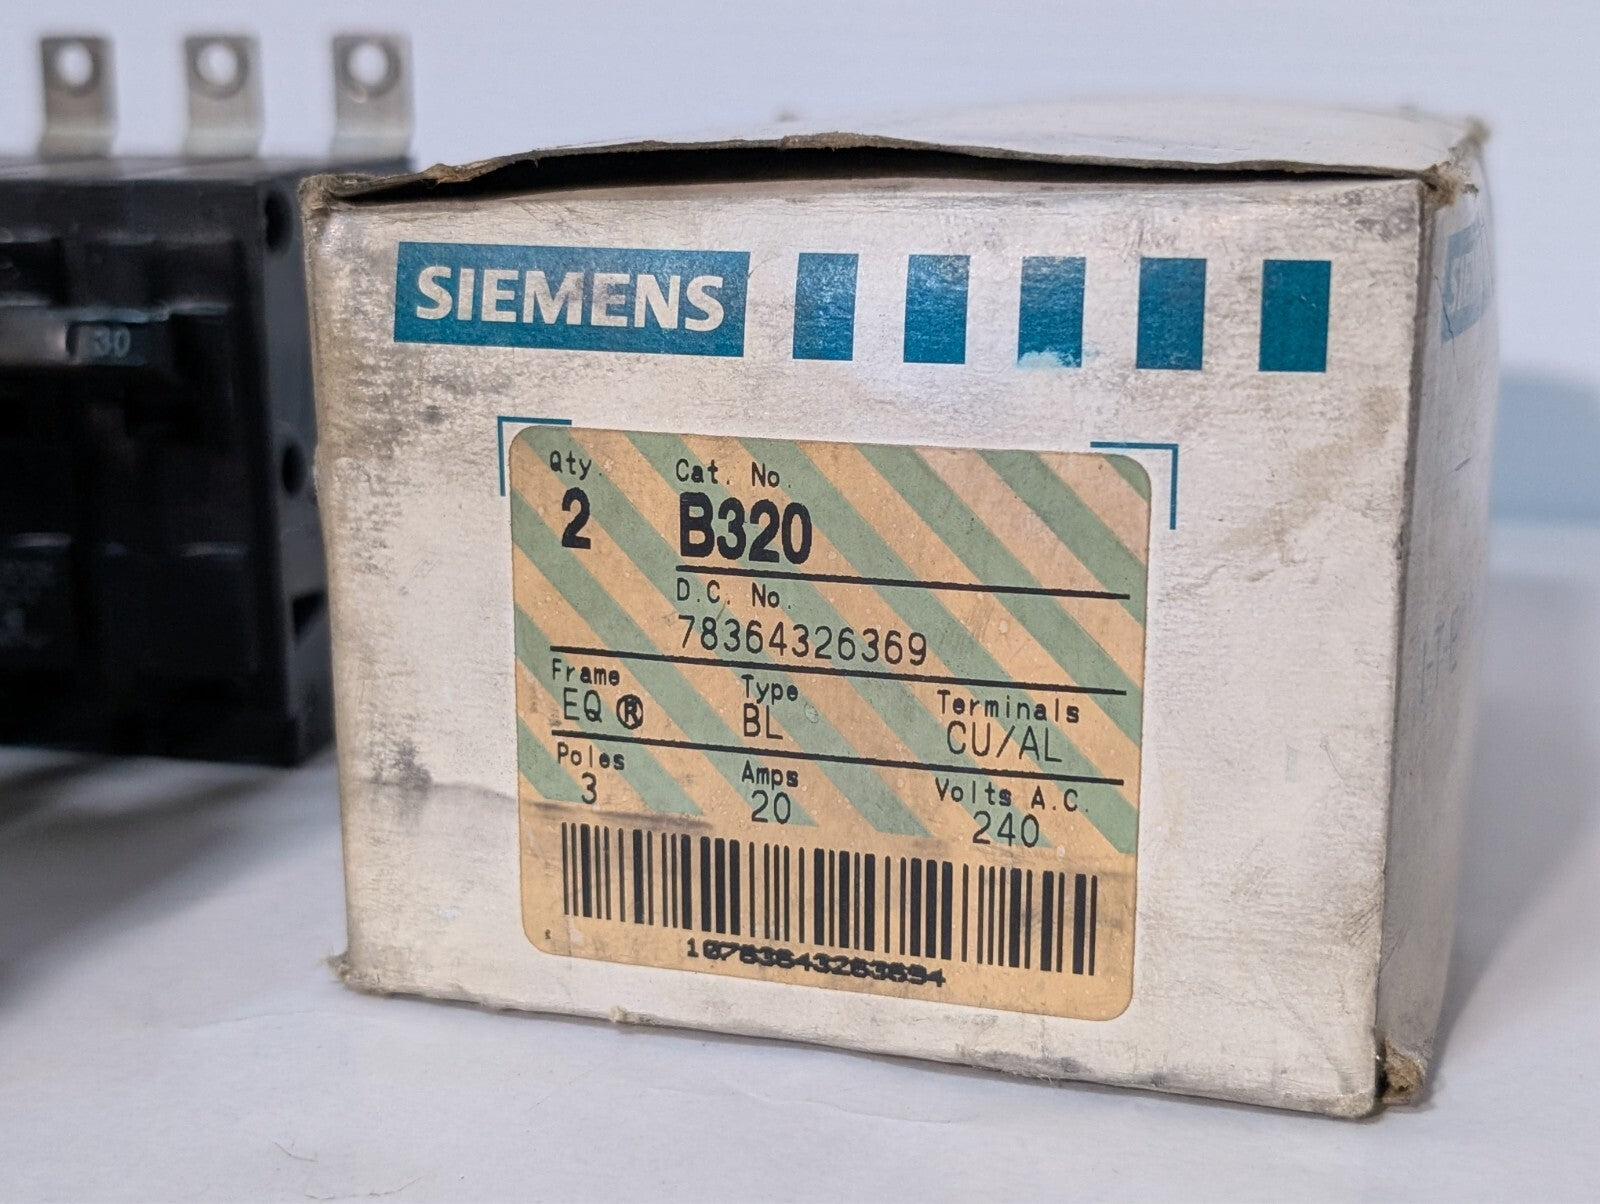 30
SIEMENS
Qty. Cat. No.
2 B320
D.C. No.
78364326369
Frame Type Terminals
EQ ® BL CU/AL
Poles Amps Volts A.C.
3 20 240
10783643263694